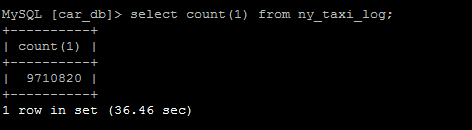 MySQL [car_db]> select count(1) from ny_taxi_log;
+----------+
| count(1) |
+----------+
|  9710820 |
+----------+
1 row in set (36.46 sec)